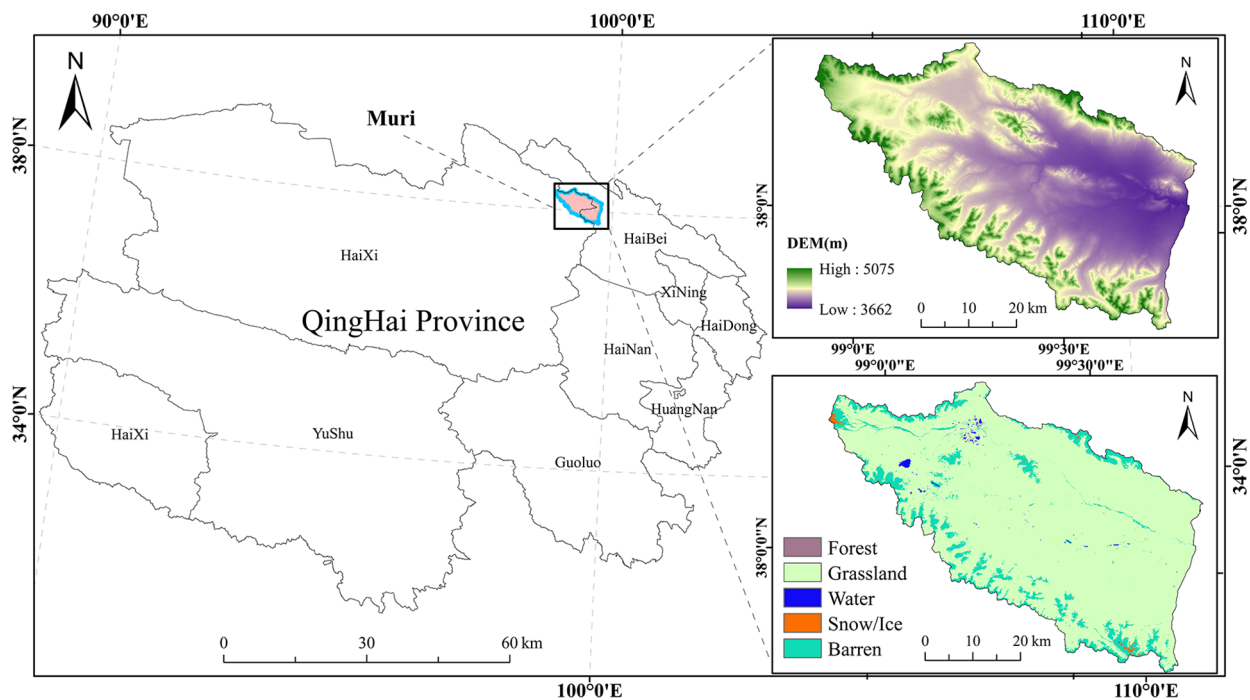 90°0'E
100°0'E
110°0'E
N
Muri
38°0'N
34°0'N
HaiXi
QingHai Province
HaiBei
XiNing
HaiDong
HaiNan
HuangNan
HaiXi
YuShu
Guoluo
0 30 60 km
100°0'E
110°0'E
N
38°0'N
38°0'N
DEM(m)
High : 5075
Low : 3662
0 10 20 km
99°0'E
99°30'E
99°0'0"E
99°30'0"E
N
34°0'N
38°0'N
Forest
Grassland
Water
Snow/Ice
Barren
0 10 20 km